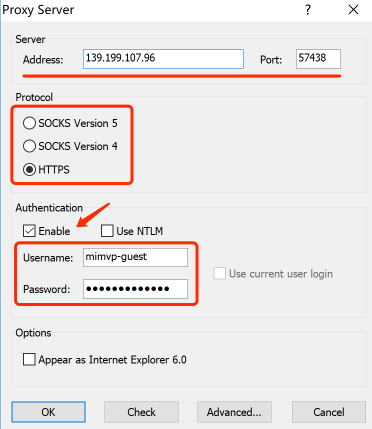 Proxy Server
Server
Address: 139.199.107.96 Port: 57438
Protocol
SOCKS Version 5
SOCKS Version 4
HTTPS
Authentication
Enable Use NTLM
Username: mimvp-guest
Use current user login
Password: ●●●●●●●●●●●●●
Options
Appear as Internet Explorer 6.0
OK Check Advanced... Cancel